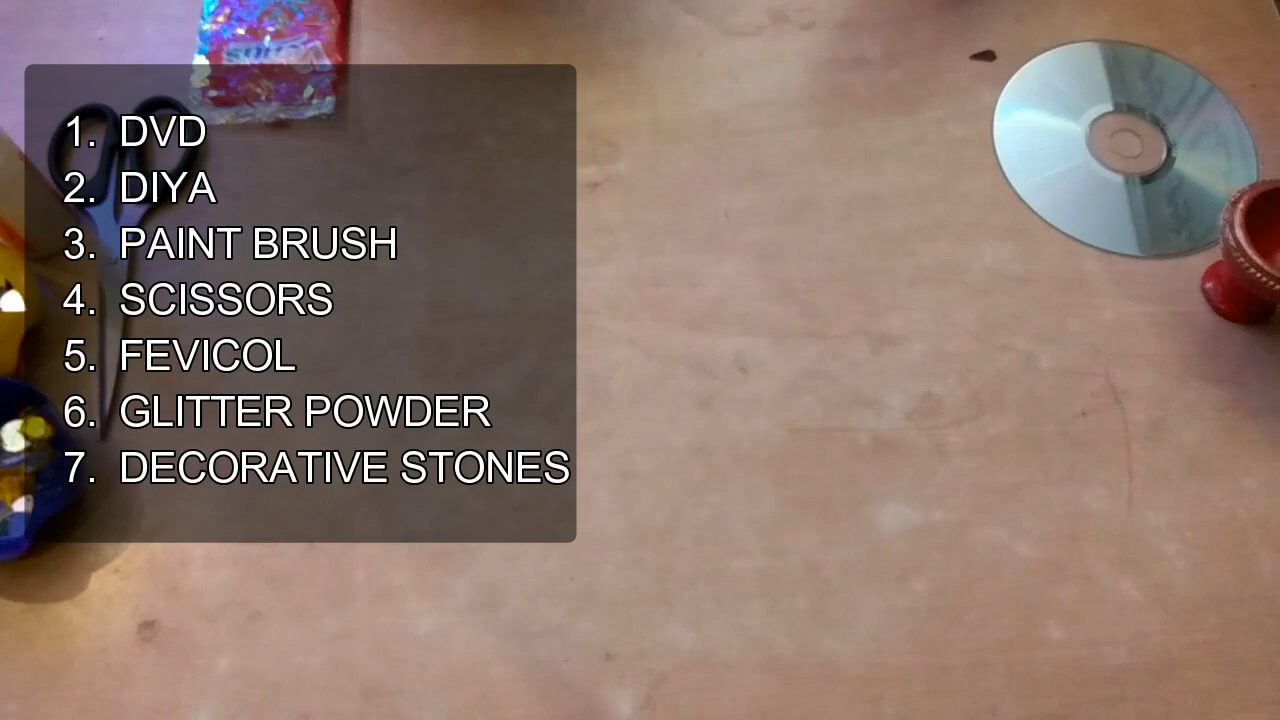 1. DVD
2. DIYA
3. PAINT BRUSH
4. SCISSORS
5. FEVICOL
6. GLITTER POWDER
7. DECORATIVE STONES